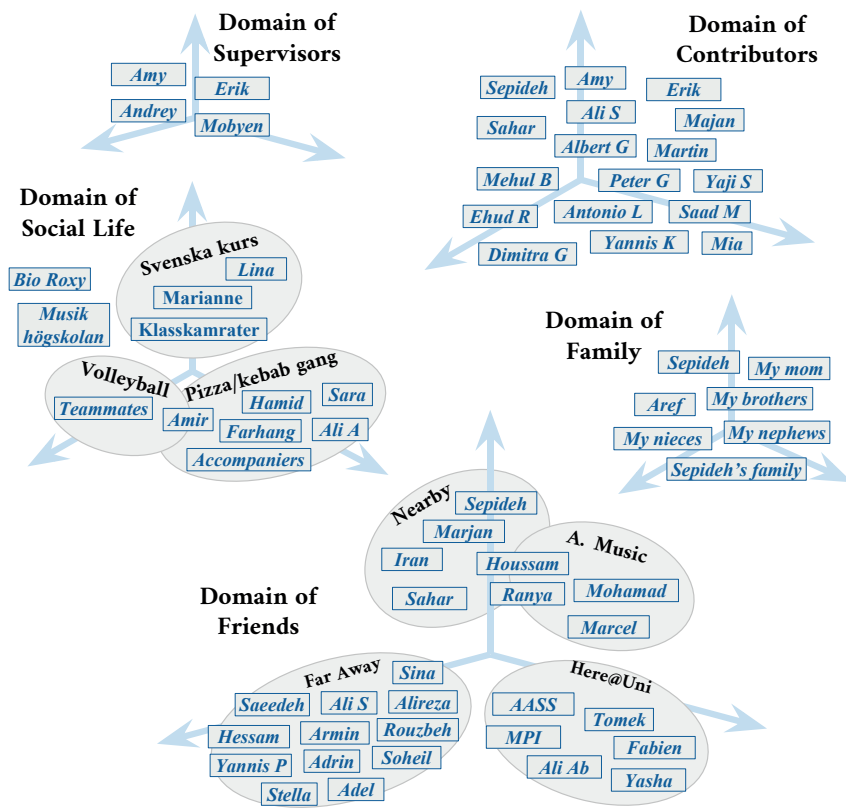 Domain of
Supervisors
Amy
Erik
Andrey
Mobyen
Domain of
Contributors
Sepideh
Amy
Erik
Ali S
Majan
Sahar
Albert G
Martin
Mehul B
Peter G
Yaji S
Ehud R
Antonio L
Saad M
Dimitra G
Yannis K
Mia
Domain of
Social Life
Svenska kurs
Lina
Bio Roxy
Marianne
Musik
högskolan
Klasskamrater
Volleyball
Pizza/kebab gang
Teammates
Amir
Hamid
Sara
Farhang
Ali A
Accompaniers
Domain of
Family
Sepideh
My mom
Aref
My brothers
My nieces
My nephews
Sepideh's family
Domain of
Friends
Nearby
Sepideh
Marjan
Iran
Houssam
Sahar
Ranya
A. Music
Mohamad
Marcel
Far Away
Sina
Saeedeh
Ali S
Alireza
Hessam
Armin
Rouzbeh
Yannis P
Adrin
Soheil
Stella
Adel
Here@Uni
AASS
Tomek
MPI
Fabien
Ali Ab
Yasha